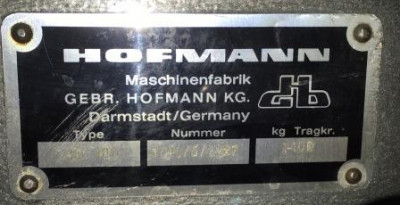 HOFMANN
Maschinenfabrik
GEBR. HOFMANN KG.
Darmstadt/Germany
Type Nummer kg Tragkr.